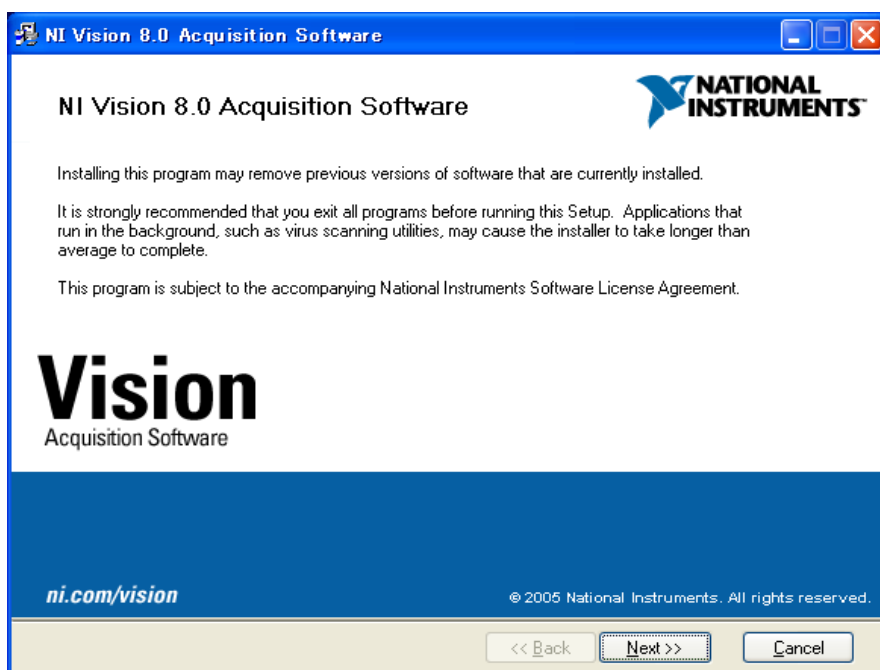 NI Vision 8.0 Acquisition Software
NI Vision 8.0 Acquisition Software
NATIONAL
INSTRUMENTS™
Installing this program may remove previous versions of software that are currently installed.
It is strongly recommended that you exit all programs before running this Setup.  Applications that
run in the background, such as virus scanning utilities, may cause the installer to take longer than
average to complete.
This program is subject to the accompanying National Instruments Software License Agreement.
Vision
Acquisition Software
ni.com/vision
© 2005 National Instruments. All rights reserved.
<< Back
Next >>
Cancel